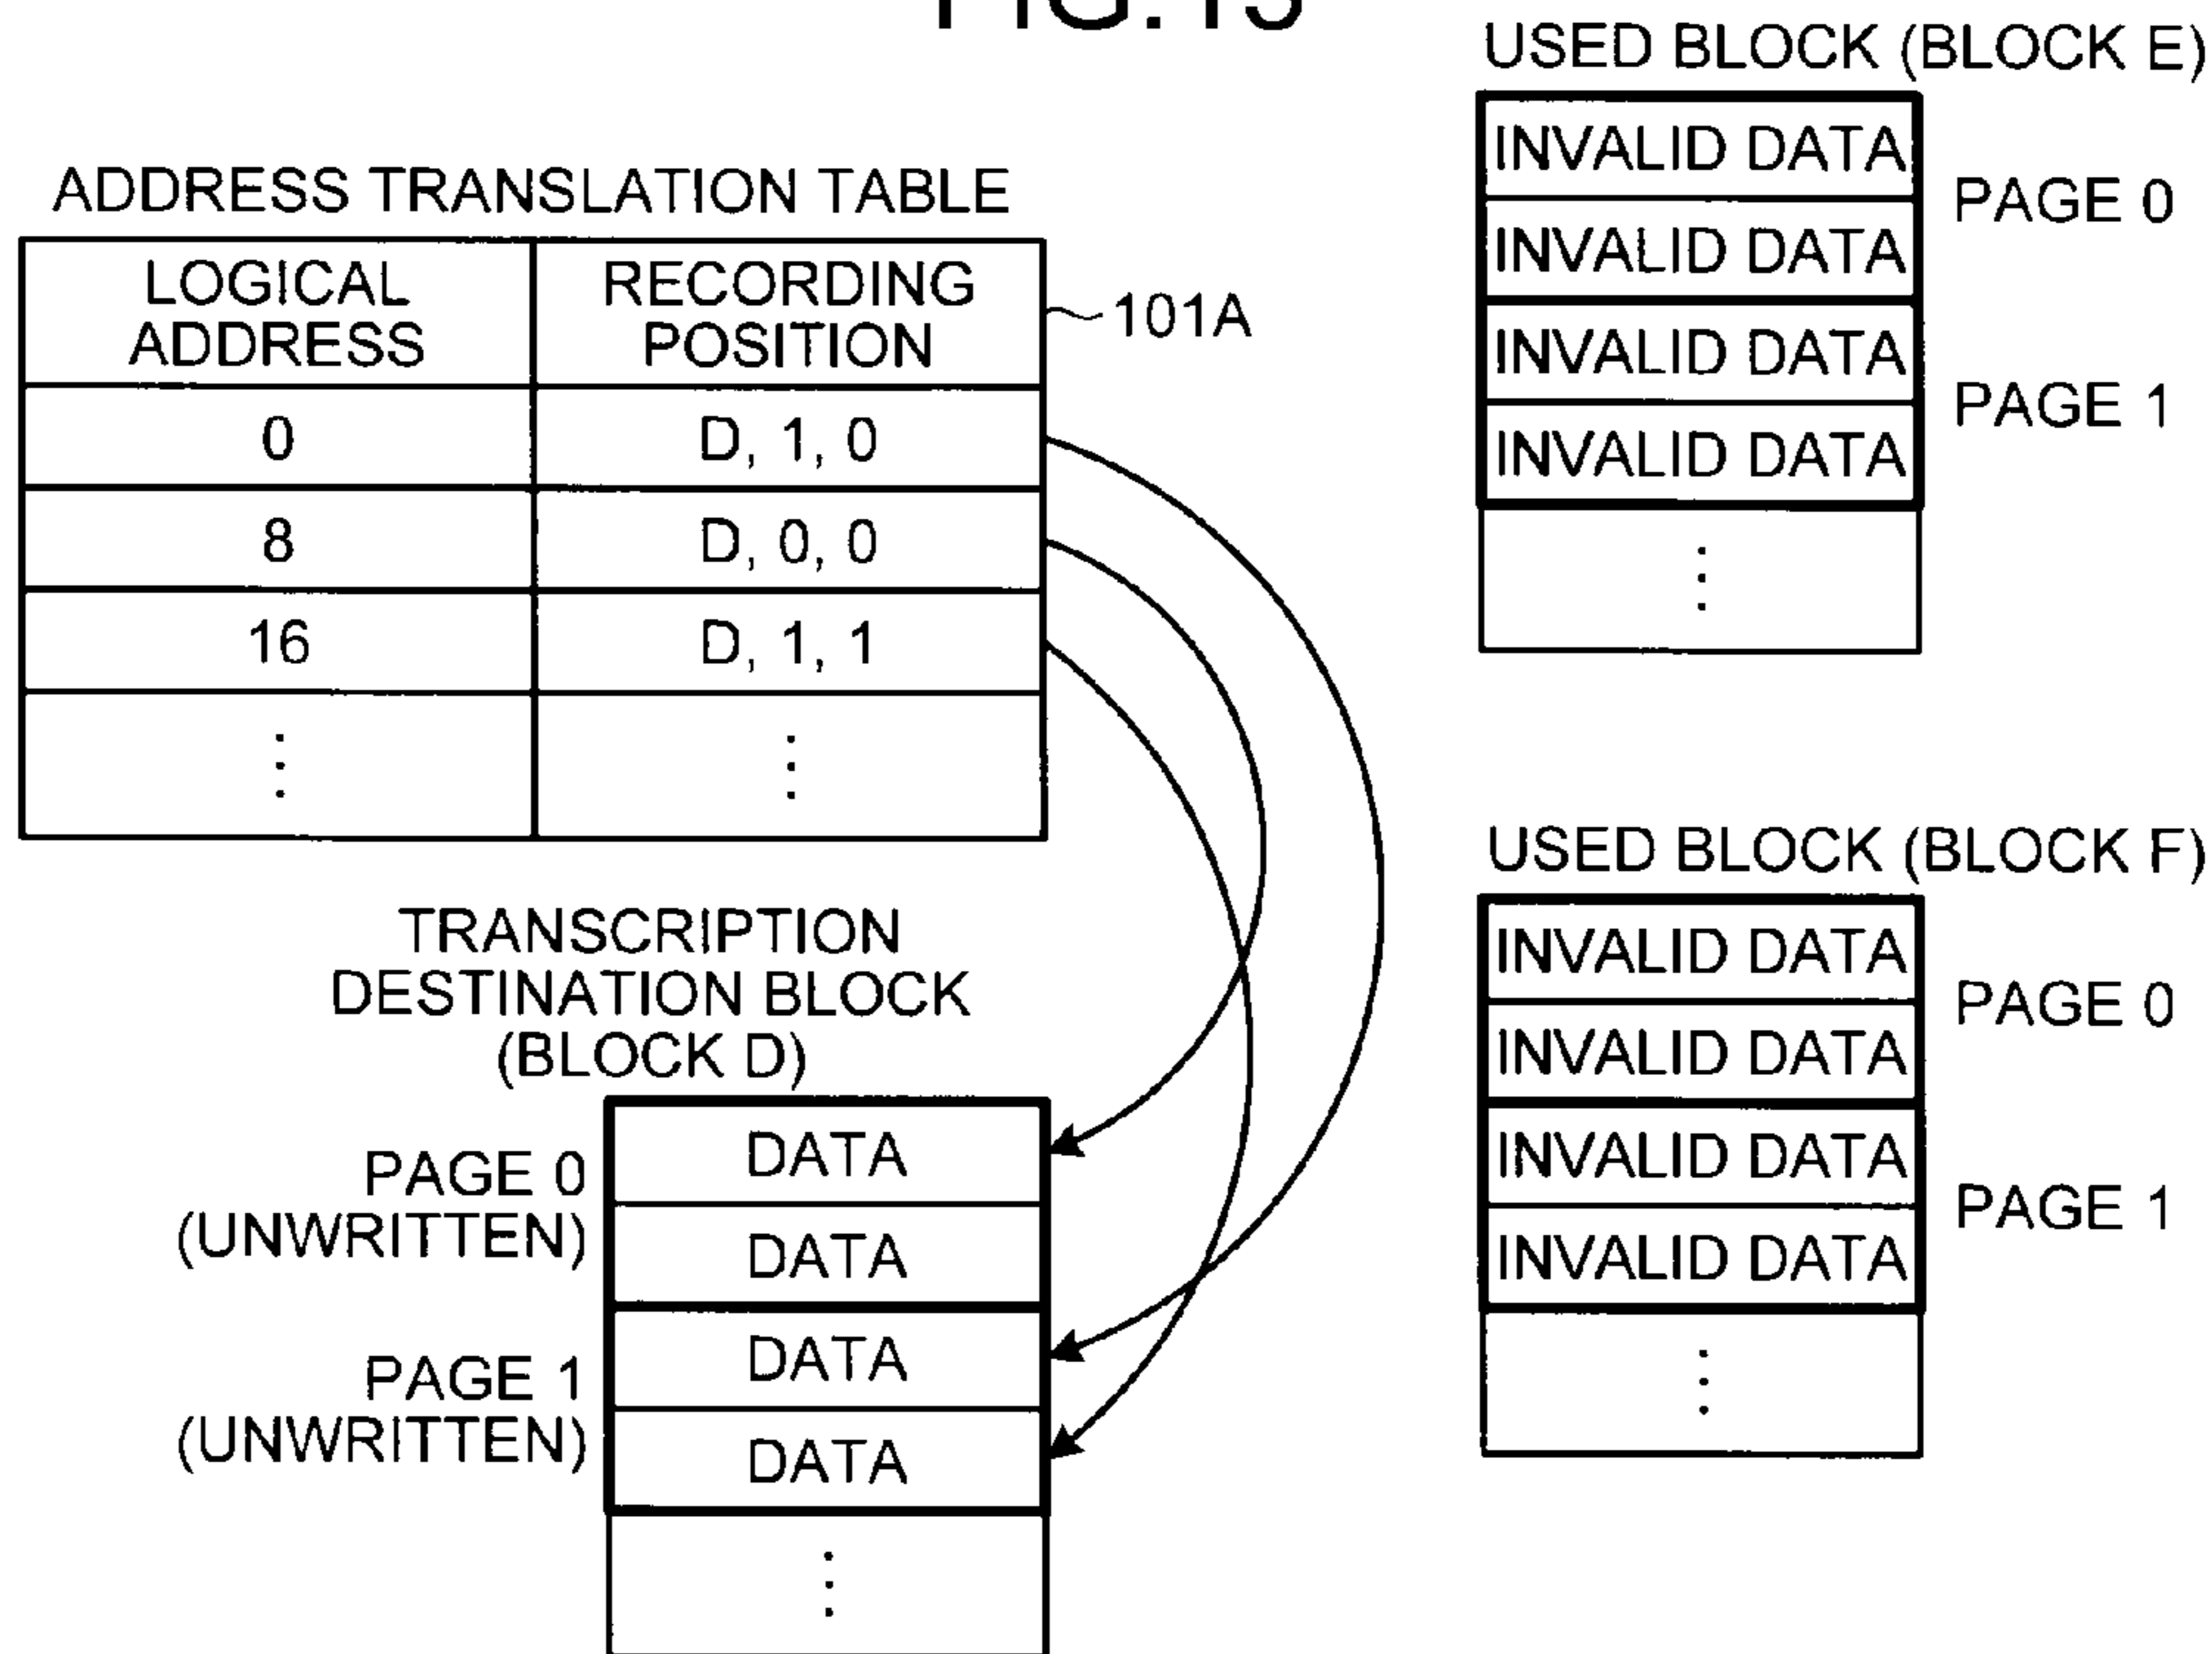 FIG. 15
ADDRESS TRANSLATION TABLE
LOGICAL ADDRESS
RECORDING POSITION
101A
0
D, 1, 0
8
D, 0, 0
16
D, 1, 1
⋮
⋮
TRANSCRIPTION
DESTINATION BLOCK
(BLOCK D)
PAGE 0
(UNWRITTEN)
DATA
DATA
PAGE 1
(UNWRITTEN)
DATA
DATA
⋮
USED BLOCK (BLOCK E)
INVALID DATA
INVALID DATA
PAGE 0
INVALID DATA
INVALID DATA
PAGE 1
⋮
USED BLOCK (BLOCK F)
INVALID DATA
INVALID DATA
PAGE 0
INVALID DATA
INVALID DATA
PAGE 1
⋮